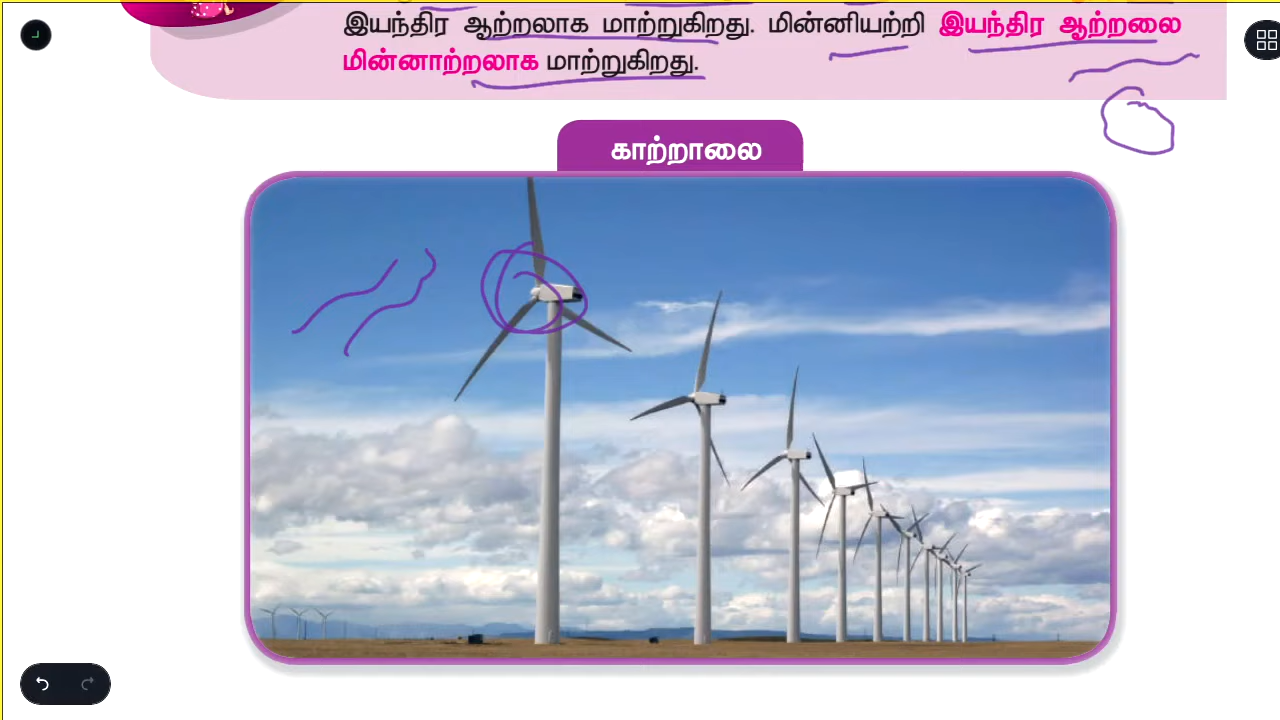 இயந்திர ஆற்றலாக மாற்றுகிறது. மின்னியற்றி இயந்திர ஆற்றலை
மின்னாற்றலாக மாற்றுகிறது.
காற்றாலை